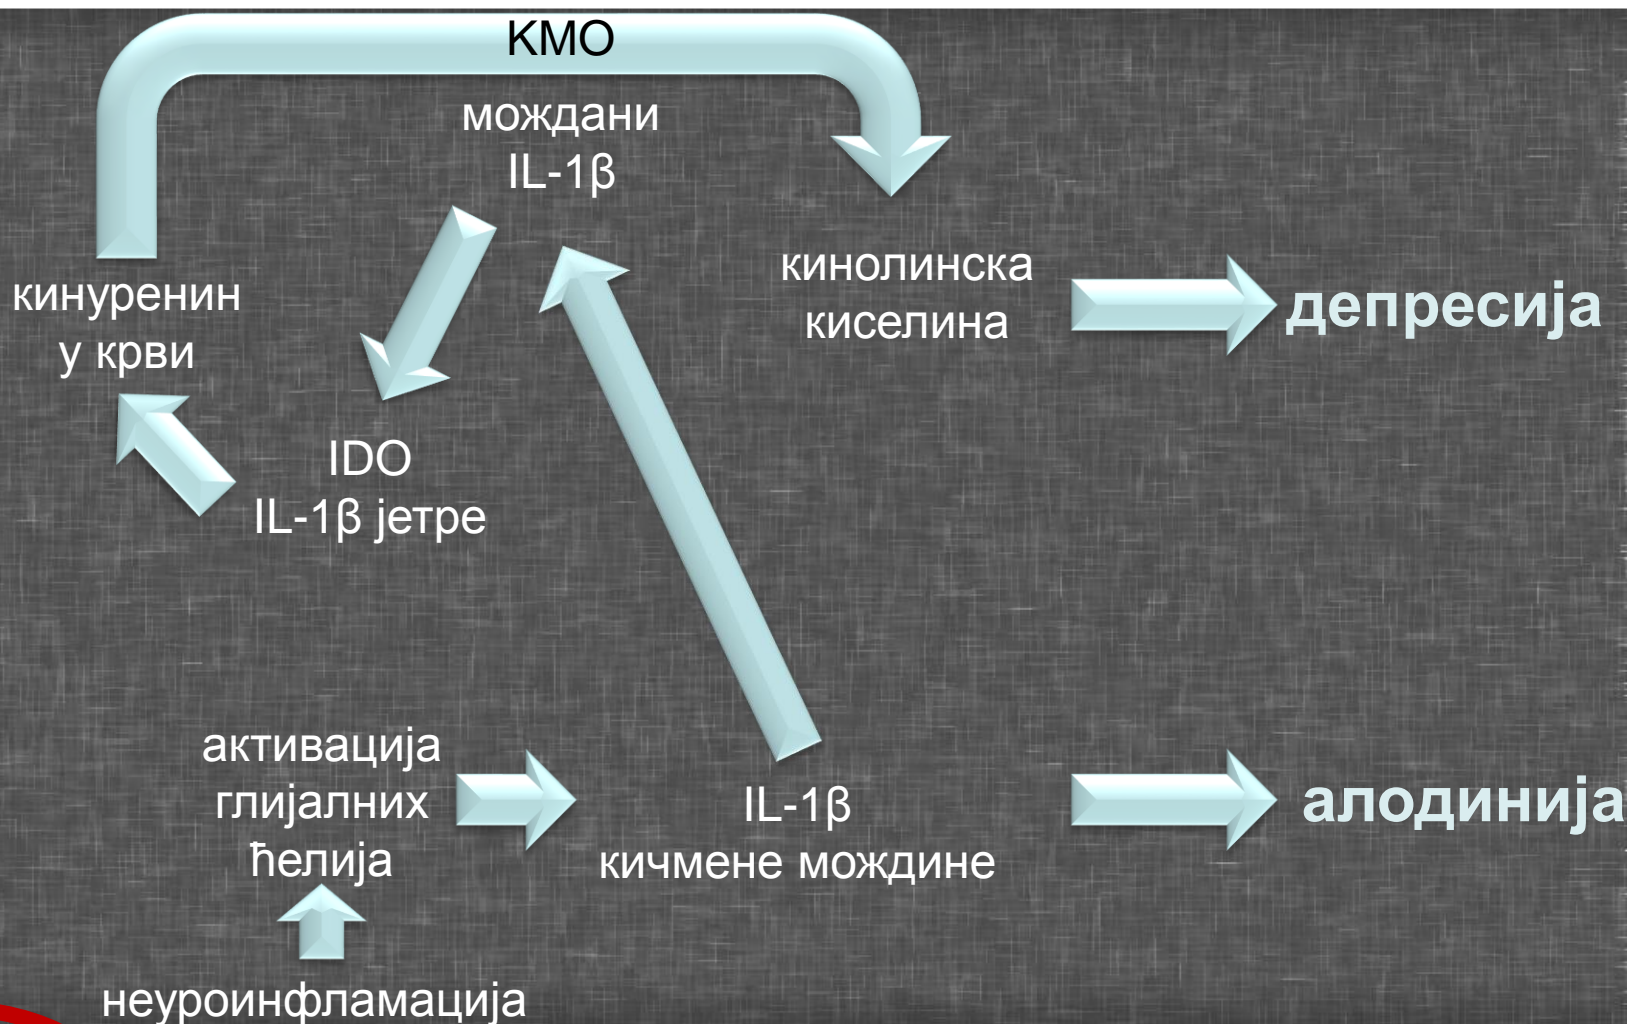 KMO
мождани
IL-1β
кинолинска
киселина
депресија
кинуренин
у крви
IDO
IL-1β јетре
активација
глијалних
ћелија
IL-1β
кичмене мождине
алодинија
неуроинфламација